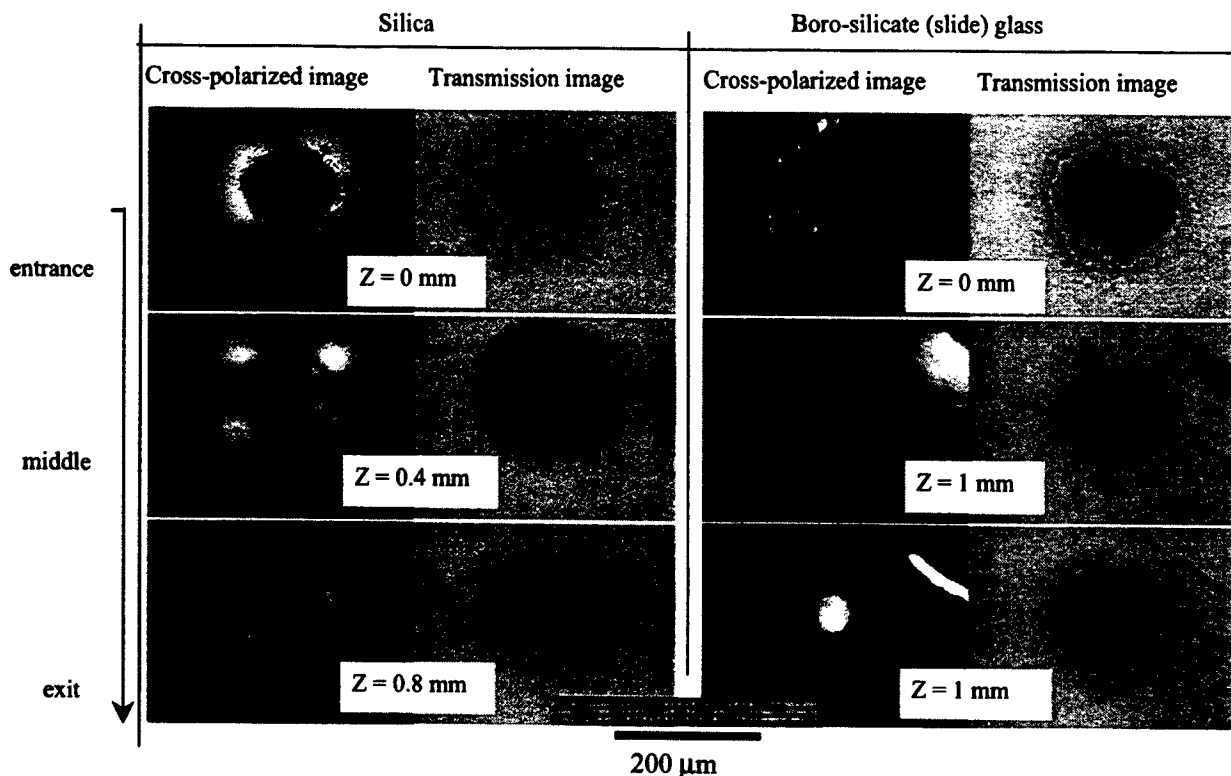 Silica
Boro-silicate (slide) glass
Cross-polarized image
Transmission image
Cross-polarized image
Transmission image
entrance
Z = 0 mm
Z = 0 mm
middle
Z = 0.4 mm
Z = 1 mm
exit
Z = 0.8 mm
Z = 1 mm
200 μm